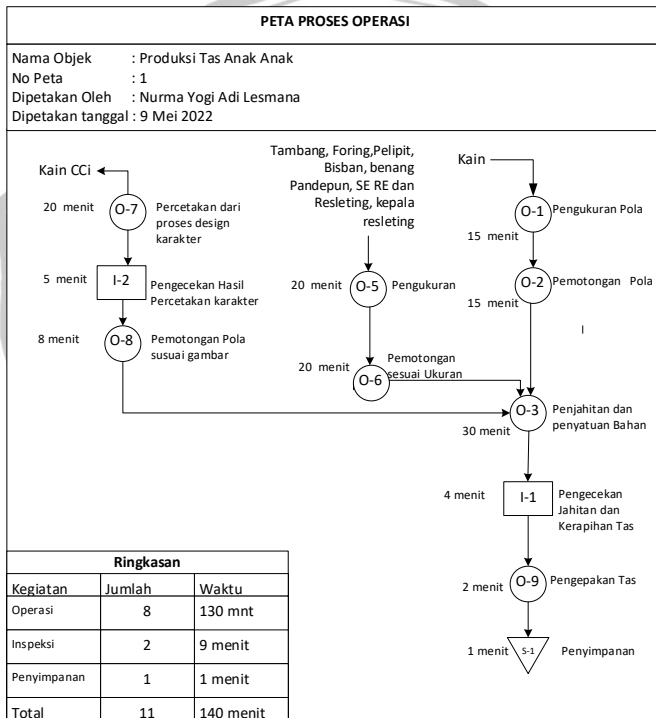 PETA PROSES OPERASI
Nama Objek : Produksi Tas Anak Anak
No Peta : 1
Dipetakan Oleh : Nurma Yogi Adi Lesmana
Dipetakan tanggal : 9 Mei 2022
Kain CCi
20 menit
O-7
Percetakan dari
proses design
karakter
5 menit
I-2
Pengecekan Hasil
Percetakan karakter
8 menit
O-8
Pemotongan Pola
susuai gambar
Tambang, Foring,Pelipit,
Bisban, benang
Pandepun, SE RE dan
Resleting, kepala
resleting
20 menit
O-5
Pengukuran
20 menit
O-6
Pemotongan
sesuai Ukuran
Kain
O-1
Pengukuran Pola
15 menit
O-2
Pemotongan Pola
15 menit
I
O-3
Penjahitan dan
penyatuan Bahan
30 menit
4 menit
I-1
Pengecekan
Jahitan dan
Kerapihan Tas
2 menit
O-9
Pengepakan Tas
1 menit
S-1
Penyimpanan
Ringkasan
Kegiatan Jumlah Waktu
Operasi 8 130 mnt
Inspeksi 2 9 menit
Penyimpanan 1 1 menit
Total 11 140 menit